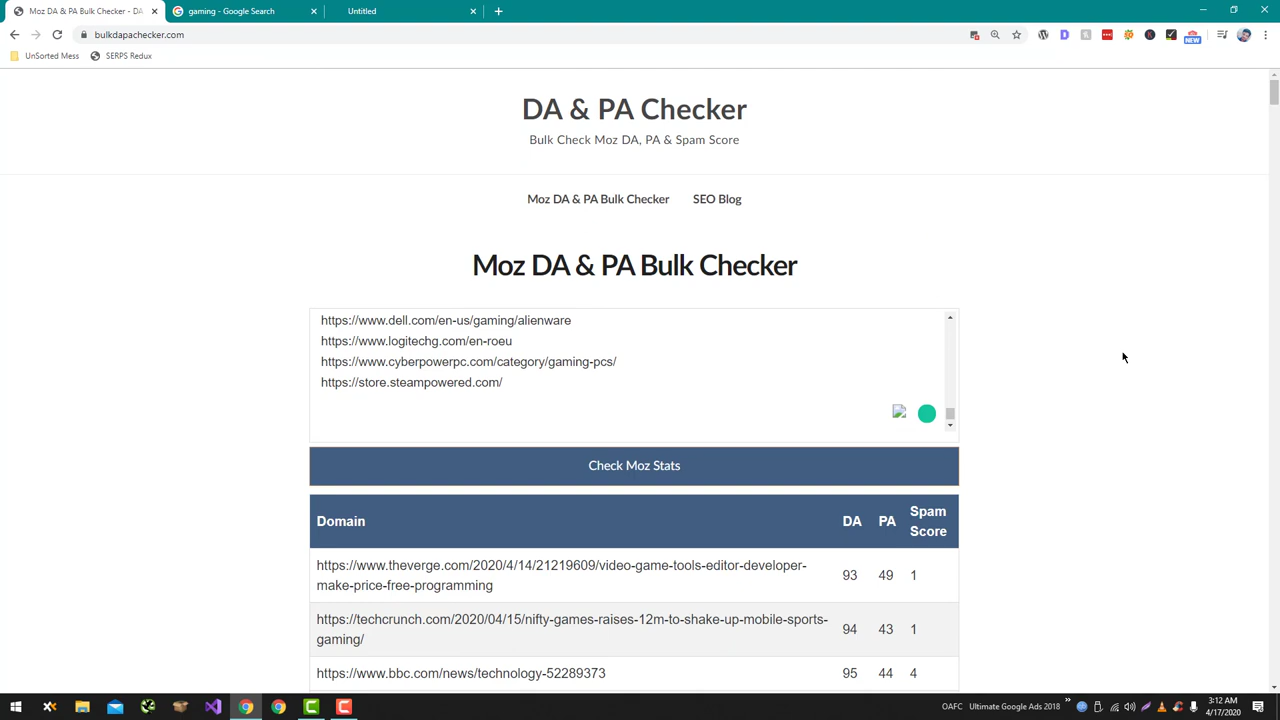 Moz DA & PA Bulk Checker - DA
gaming - Google Search
Untitled
bulkdapachecker.com
NEW
UnSorted Mess
SERPS Redux
DA & PA Checker
Bulk Check Moz DA, PA & Spam Score
Moz DA & PA Bulk Checker
SEO Blog
Moz DA & PA Bulk Checker
https://www.dell.com/en-us/gaming/alienware
https://www.logitechg.com/en-roeu
https://www.cyberpowerpc.com/category/gaming-pcs/
https://store.steampowered.com/
Check Moz Stats
Domain DA PA Spam Score
https://www.theverge.com/2020/4/14/21219609/video-game-tools-editor-developer-
make-price-free-programming
93 49 1
https://techcrunch.com/2020/04/15/nifty-games-raises-12m-to-shake-up-mobile-sports-
gaming/
94 43 1
https://www.bbc.com/news/technology-52289373 95 44 4
OAFC Ultimate Google Ads 2018
3:12 AM
4/17/2020